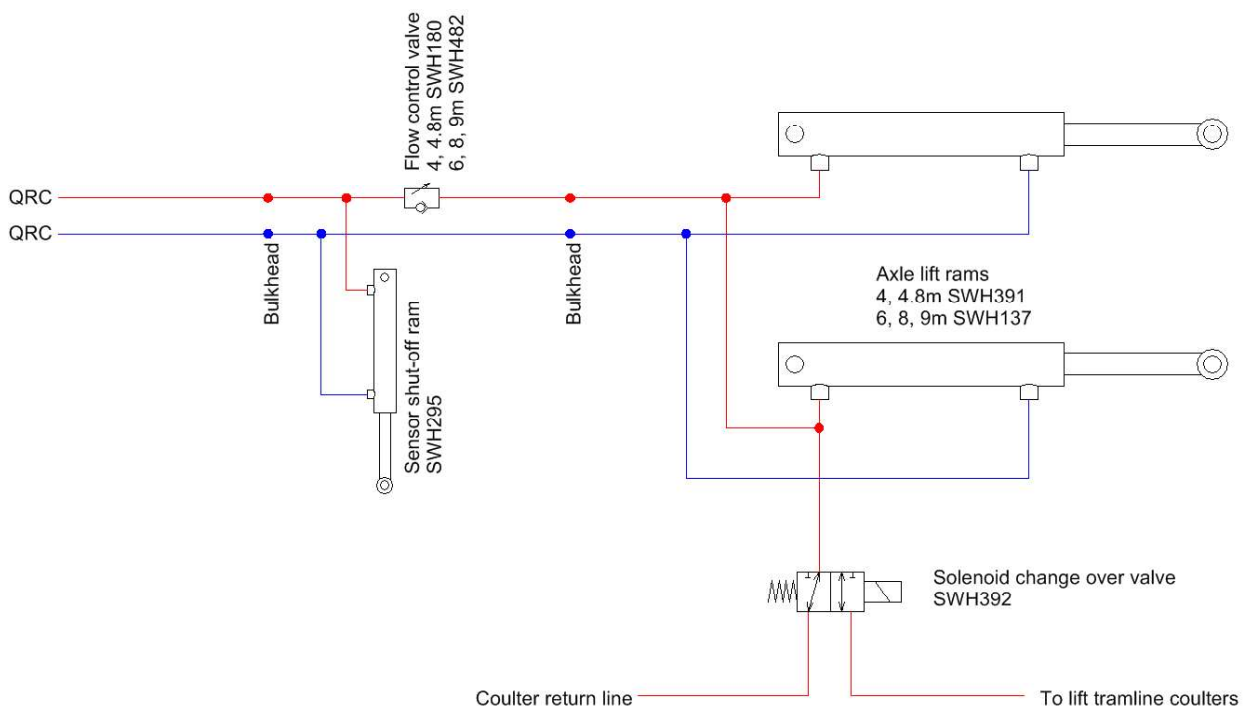 Flow control valve
4, 4.8m SWH180
6, 8, 9m SWH482
QRC
QRC
Bulkhead
Bulkhead
Sensor shut-off ram
SWH295
Axle lift rams
4, 4.8m SWH391
6, 8, 9m SWH137
Solenoid change over valve
SWH392
Coulter return line
To lift tramline coulters